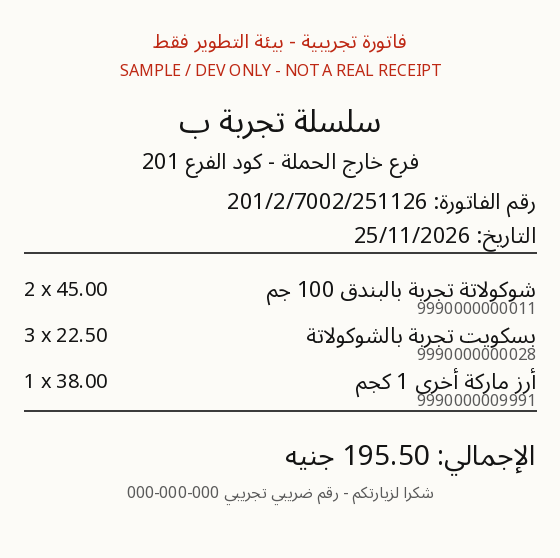 فاتورة تجريبية - بيئة التطوير فقط
SAMPLE / DEV ONLY - NOT A REAL RECEIPT
سلسلة تجربة ب
فرع خارج الحملة - كود الفرع 201
رقم الفاتورة: 201/2/7002/251126
التاريخ: 25/11/2026
شوكولاتة تجربة بالبندق 100 جم 2 x 45.00
9990000000011
بسكويت تجربة بالشوكولاتة 3 x 22.50
9990000000028
أرز ماركة أخرى 1 كجم 1 x 38.00
9990000009991
الإجمالي: 195.50 جنيه
شكرا لزيارتكم - رقم ضريبي تجريبي 000-000-000